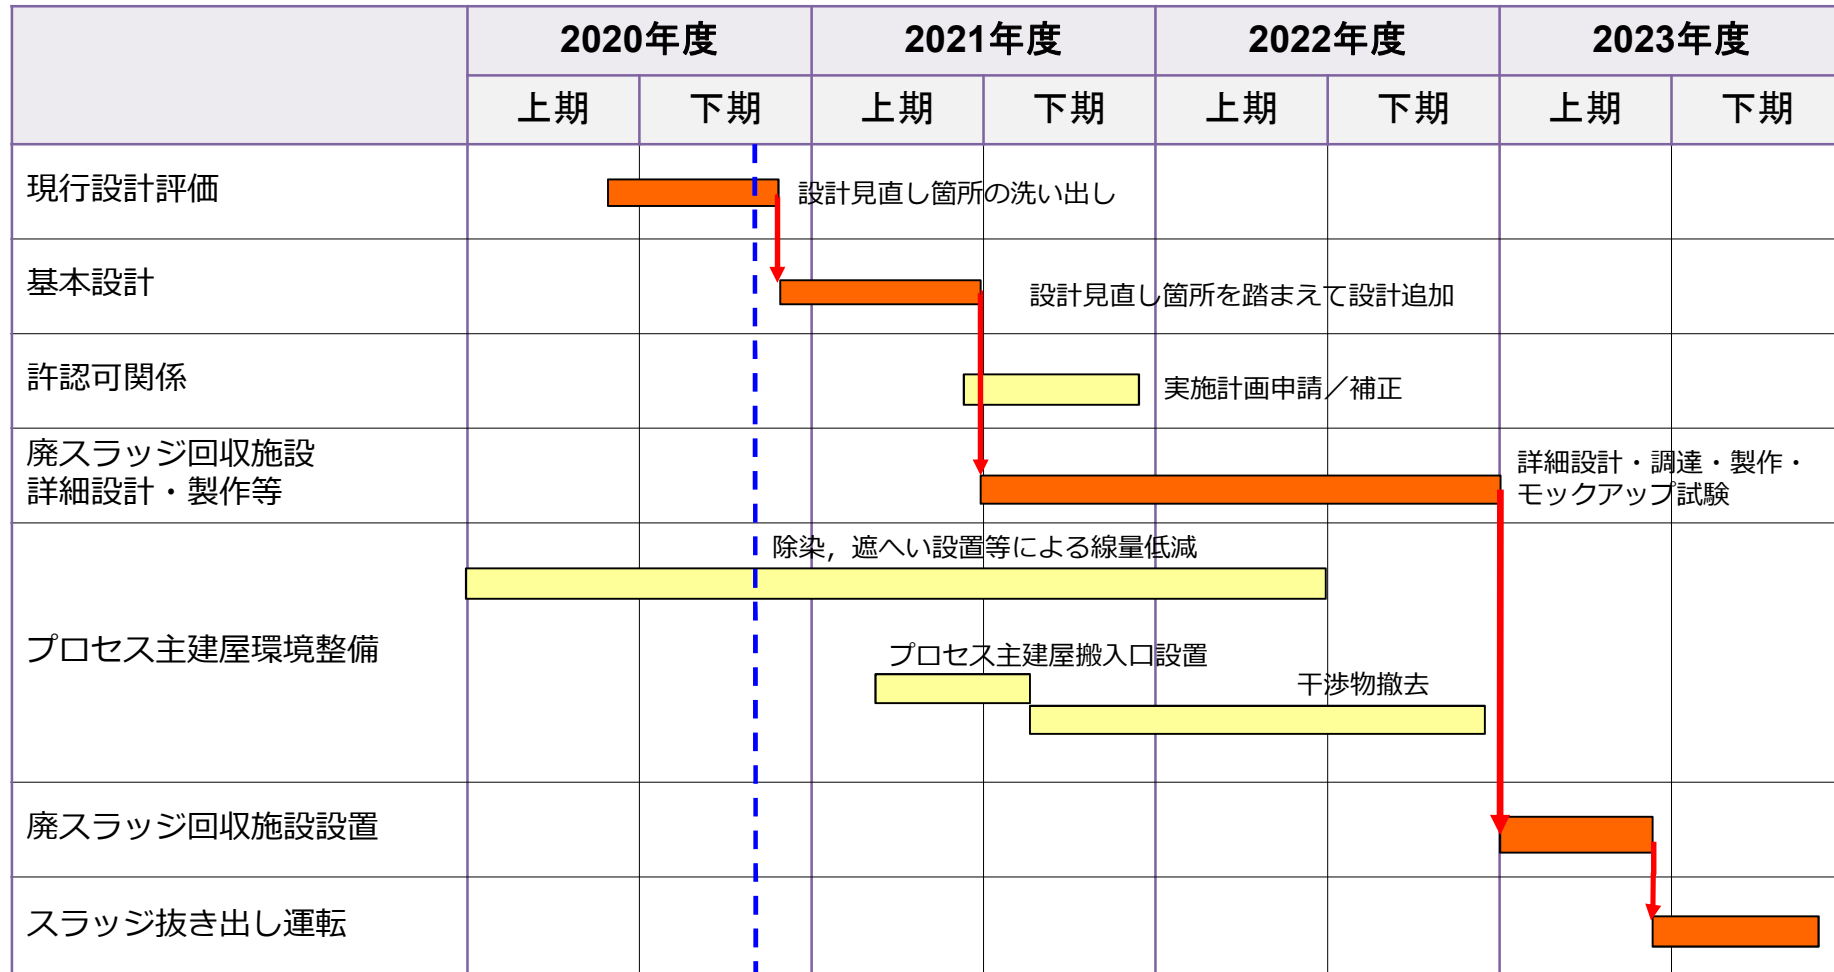 2020年度 2021年度 2022年度 2023年度
上期 下期 上期 下期 上期 下期 上期 下期
現行設計評価
設計見直し箇所の洗い出し
基本設計
設計見直し箇所を踏まえて設計追加
許認可関係
実施計画申請／補正
廃スラッジ回収施設
詳細設計・製作等
詳細設計・調達・製作・
モックアップ試験
プロセス主建屋環境整備
除染，遮へい設置等による線量低減
プロセス主建屋搬入口設置
干渉物撤去
廃スラッジ回収施設設置
スラッジ抜き出し運転